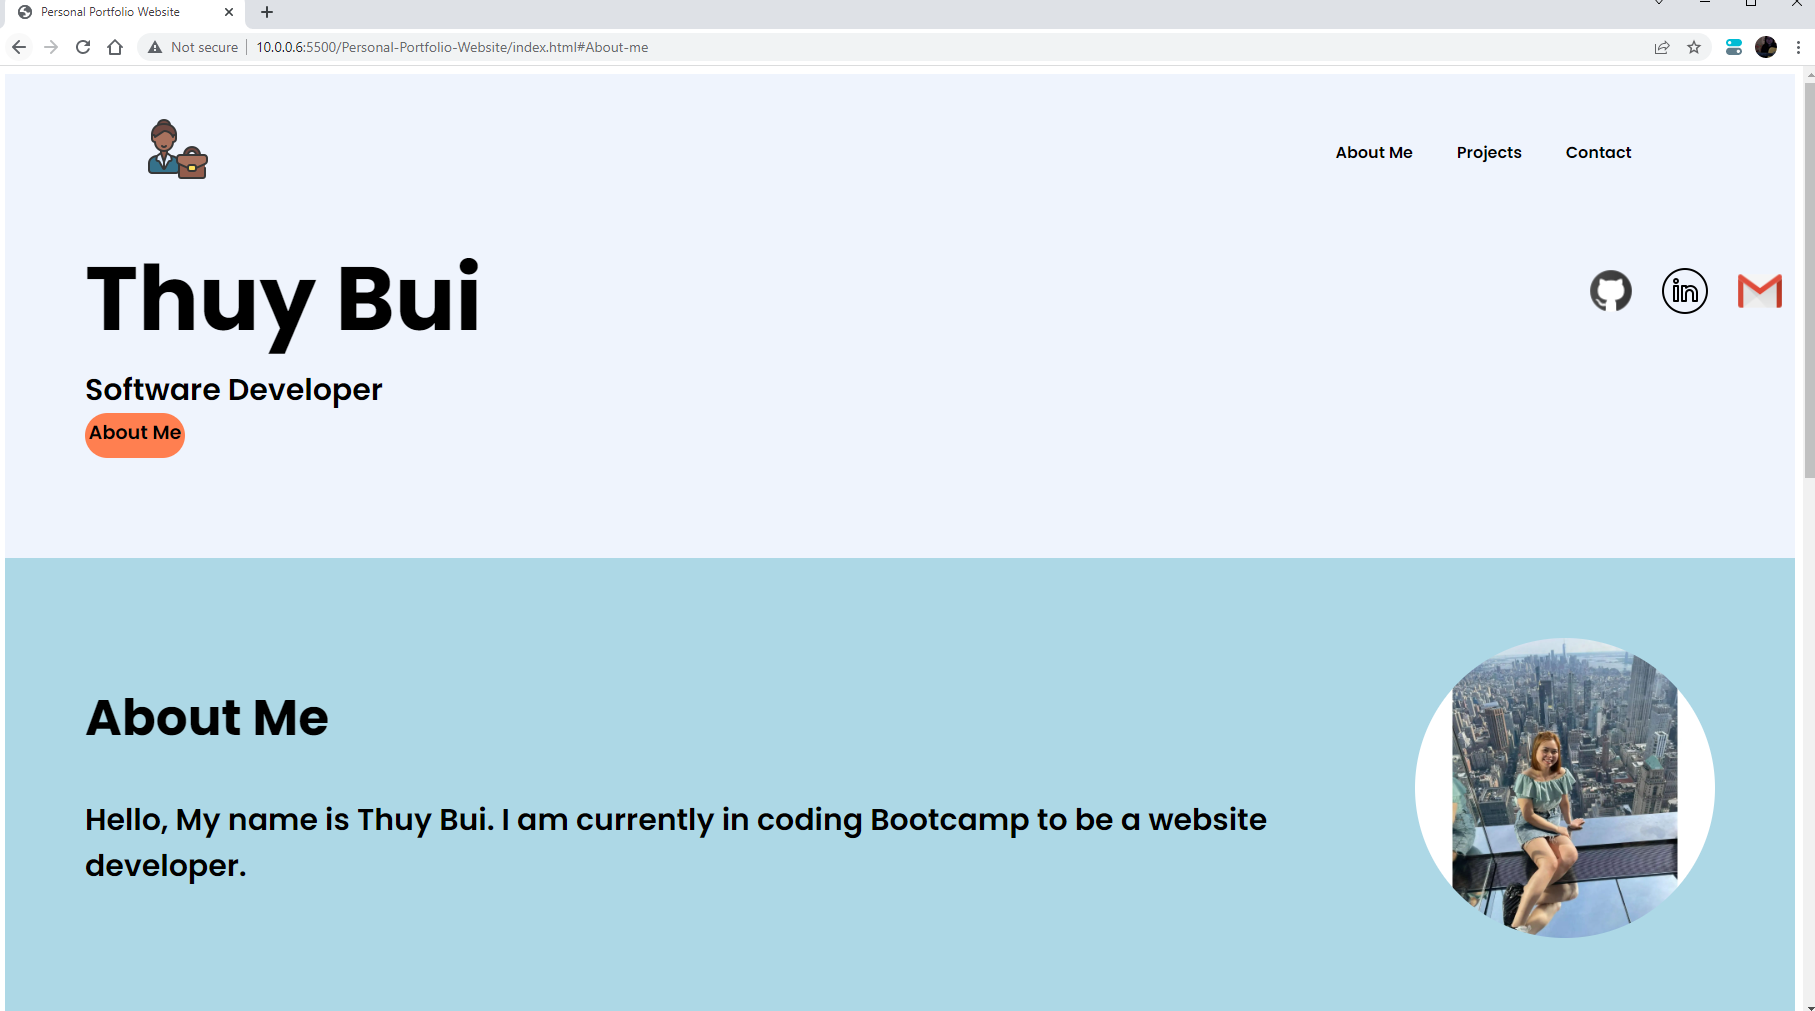 Personal Portfolio Website
Not secure | 10.0.0.6:5500/Personal-Portfolio-Website/index.html#About-me
About Me Projects Contact
Thuy Bui
in
Software Developer
About Me
About Me
Hello, My name is Thuy Bui. I am currently in coding Bootcamp to be a website
developer.